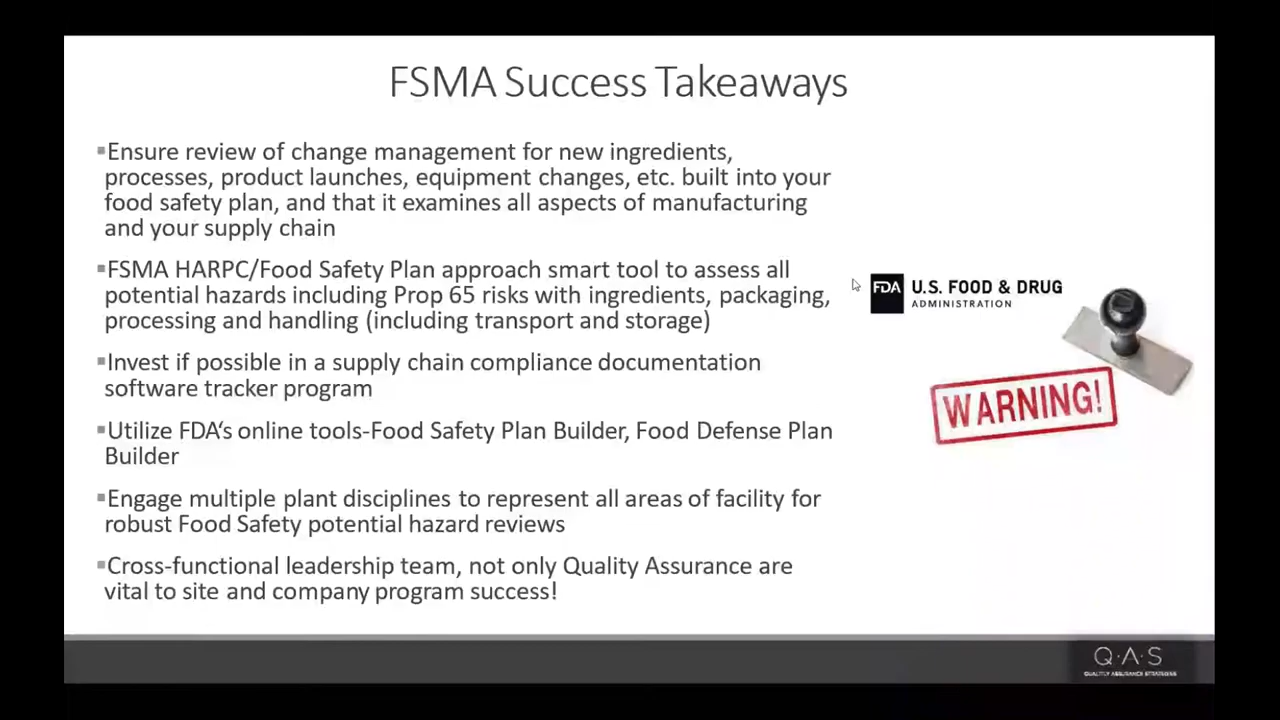 FSMA Success Takeaways
▪Ensure review of change management for new ingredients,
processes, product launches, equipment changes, etc. built into your
food safety plan, and that it examines all aspects of manufacturing
and your supply chain
▪FSMA HARPC/Food Safety Plan approach smart tool to assess all
potential hazards including Prop 65 risks with ingredients, packaging,
processing and handling (including transport and storage)
▪Invest if possible in a supply chain compliance documentation
software tracker program
▪Utilize FDA‘s online tools-Food Safety Plan Builder, Food Defense Plan
Builder
▪Engage multiple plant disciplines to represent all areas of facility for
robust Food Safety potential hazard reviews
▪Cross-functional leadership team, not only Quality Assurance are
vital to site and company program success!
FDA U.S. FOOD & DRUG
ADMINISTRATION
WARNING!
Q·A·S
QUALITY ASSURANCE STRATEGIES